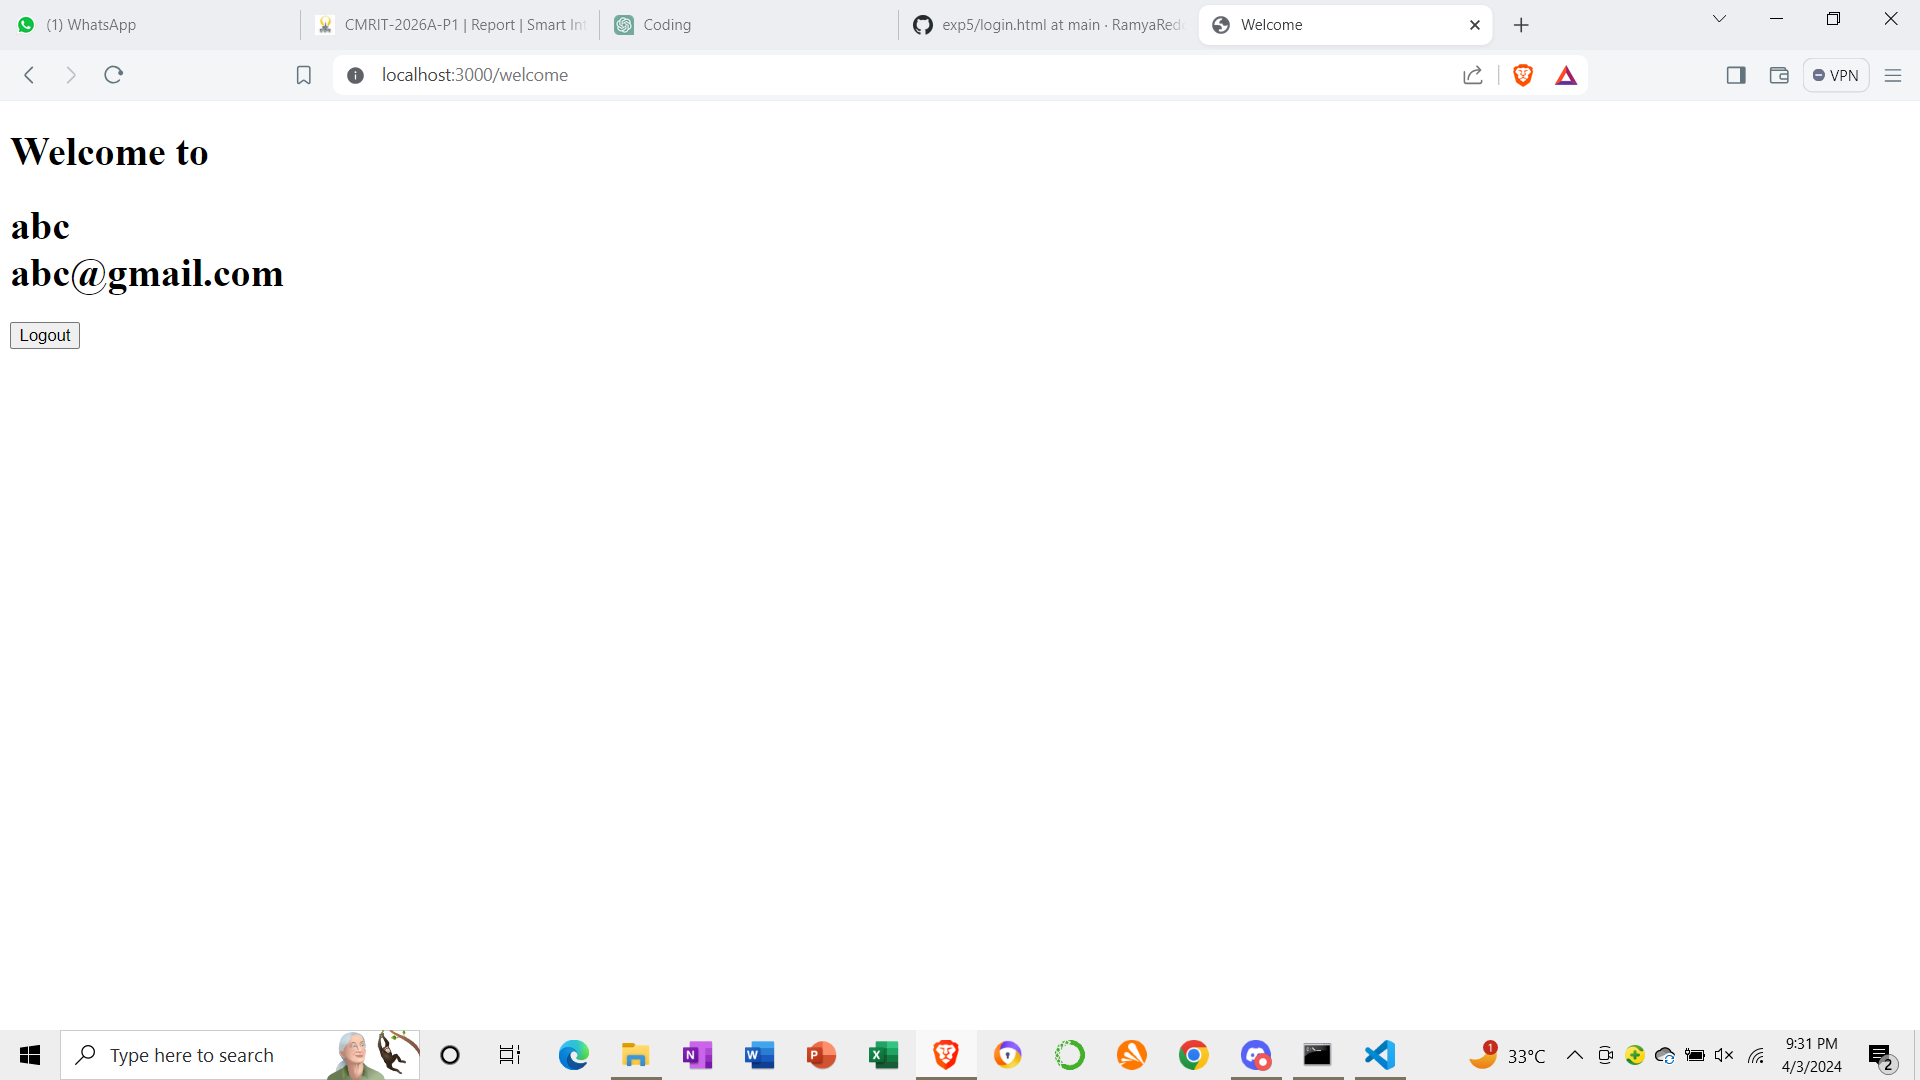 (1) WhatsApp
CMRIT-2026A-P1 | Report | Smart Int
Coding
exp5/login.html at main · RamyaRedd
Welcome
localhost:3000/welcome
VPN
Welcome to
abc
abc@gmail.com
Logout
Type here to search
1
33°C
9:31 PM
4/3/2024
2